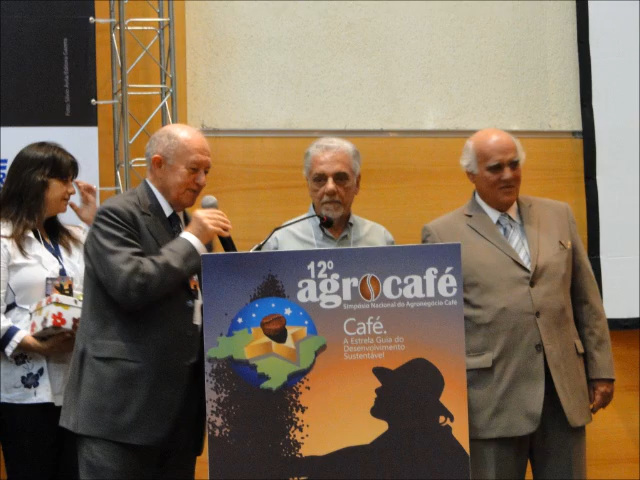 12º
agrocafé
Simpósio Nacional do Agronegócio Café
Café.
A Estrela Guia do
Desenvolvimento
Sustentável